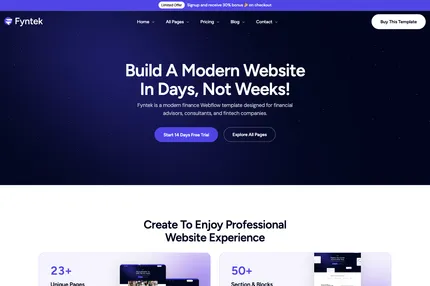 Limited Offer Signup and receive 30% bonus 🎉 on checkout
Fyntek Home All Pages Pricing Blog Contact Buy This Template
Build A Modern Website
In Days, Not Weeks!
Fyntek is a modern finance Webflow template designed for financial
advisors, consultants, and fintech companies.
Start 14 Days Free Trial Explore All Pages
Create To Enjoy Professional
Website Experience
23+ 50+
Unique Pages Section & Blocks